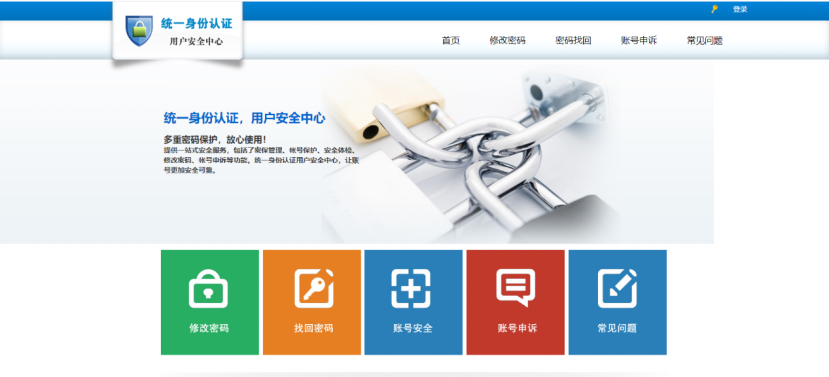 登录
统一身份认证
用户安全中心
首页 修改密码 密码找回 账号申诉 常见问题
统一身份认证，用户安全中心
多重密码保护，放心使用！
提供一站式安全服务，包括了密保管理、帐号保护、安全体检、
修改密码、帐号申诉等功能。统一身份认证用户安全中心，让账
号更加安全可靠。
修改密码 找回密码 账号安全 账号申诉 常见问题